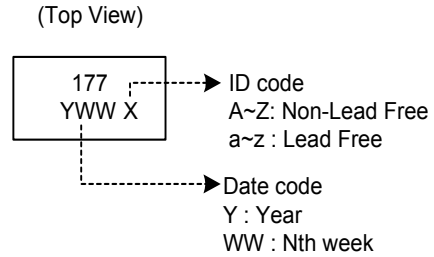 (Top View)
177
YWW X
ID code
A~Z: Non-Lead Free
a~z : Lead Free
Date code
Y : Year
WW : Nth week